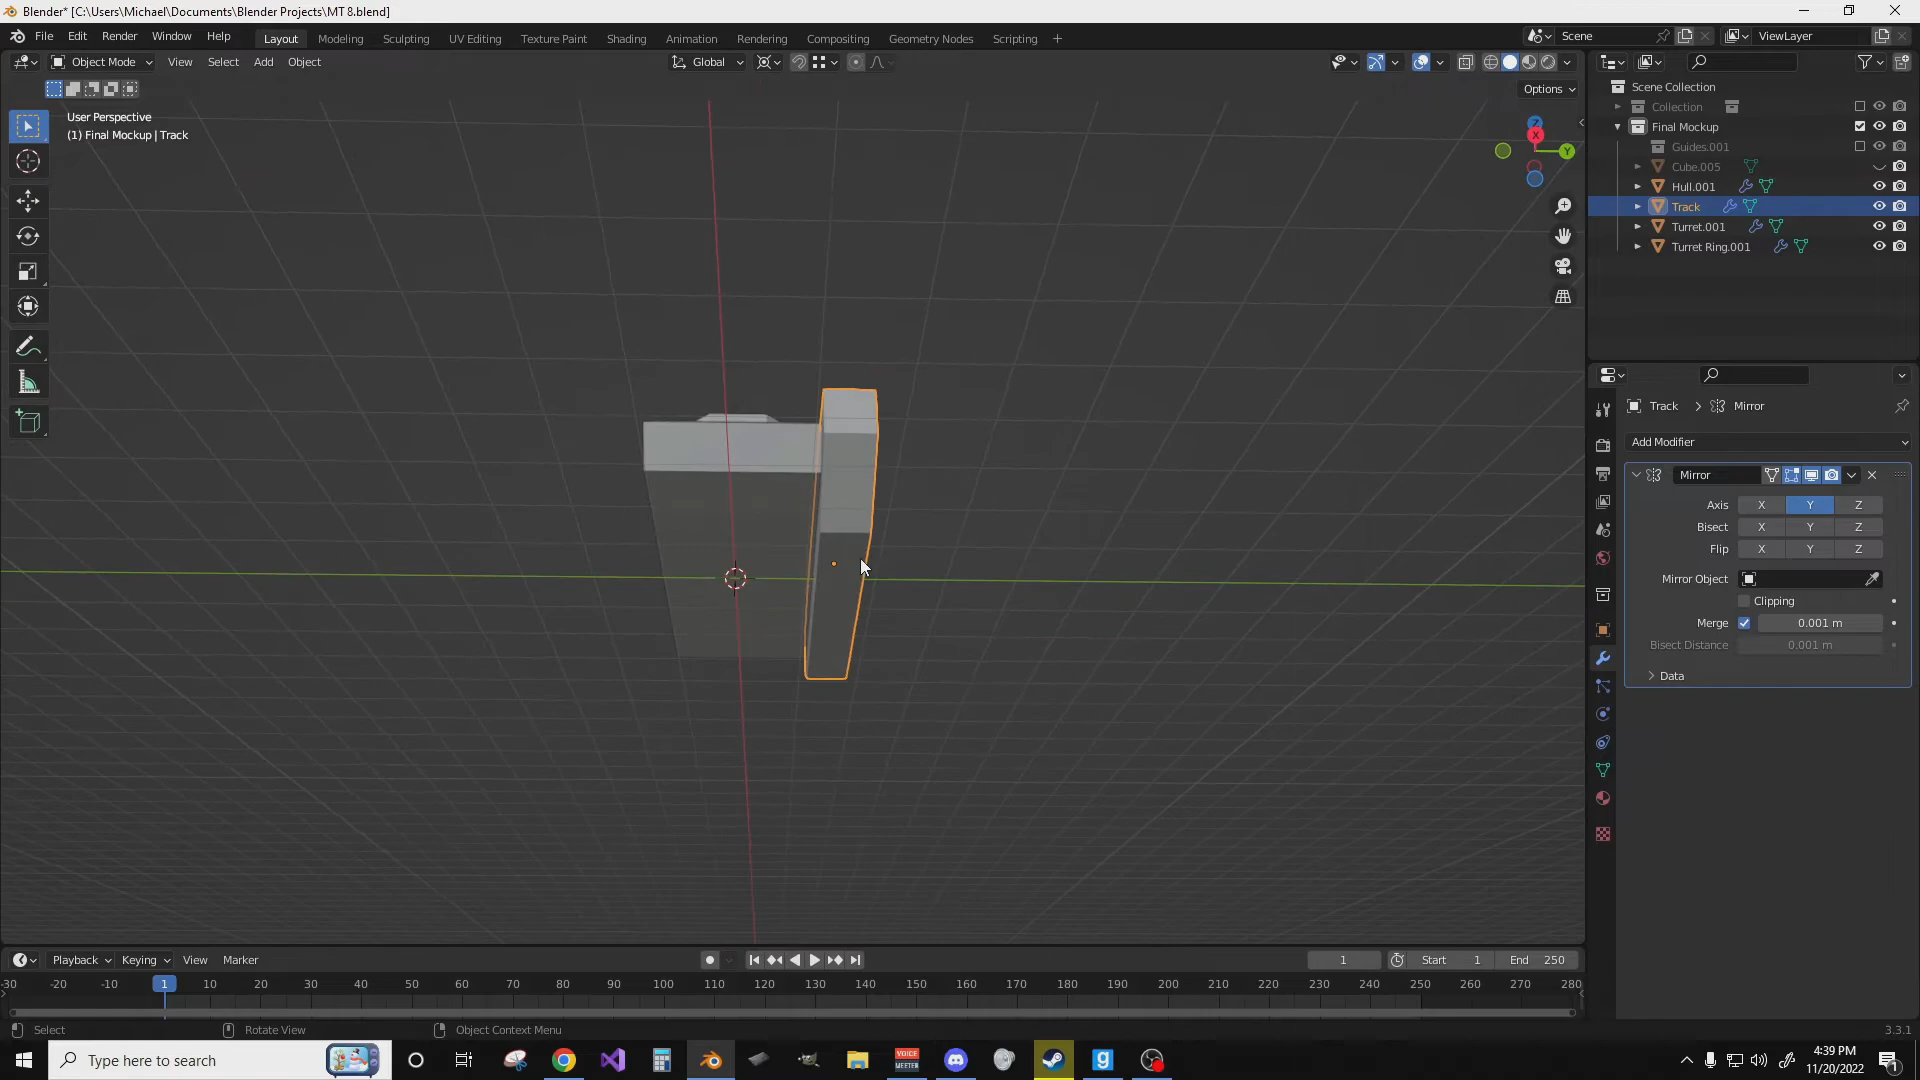 Blender* [C:\Users\Michael\Documents\Blender Projects\MT 8.blend]
File Edit Render Window Help Layout Modeling Sculpting UV Editing Texture Paint Shading Animation Rendering Compositing Geometry Nodes Scripting + Scene ViewLayer
Object Mode View Select Add Object Global
Options
User Perspective
(1) Final Mockup | Track
Z
X
Y
Scene Collection
Collection
Final Mockup
Guides.001
Cube.005
Hull.001
Track
Turret.001
Turret Ring.001
Track > Mirror
Add Modifier
Mirror
Axis X Y Z
Bisect X Y Z
Flip X Y Z
Mirror Object
Clipping
Merge 0.001 m
Bisect Distance 0.001 m
Data
Playback Keying View Marker 1 Start 1 End 250
-30 -20 -10 1 10 20 30 40 50 60 70 80 90 100 110 120 130 140 150 160 170 180 190 200 210 220 230 240 250 260 270 280
Select Rotate View Object Context Menu 3.3.1
Type here to search
VOICE MEETER
4:39 PM
11/20/2022
1